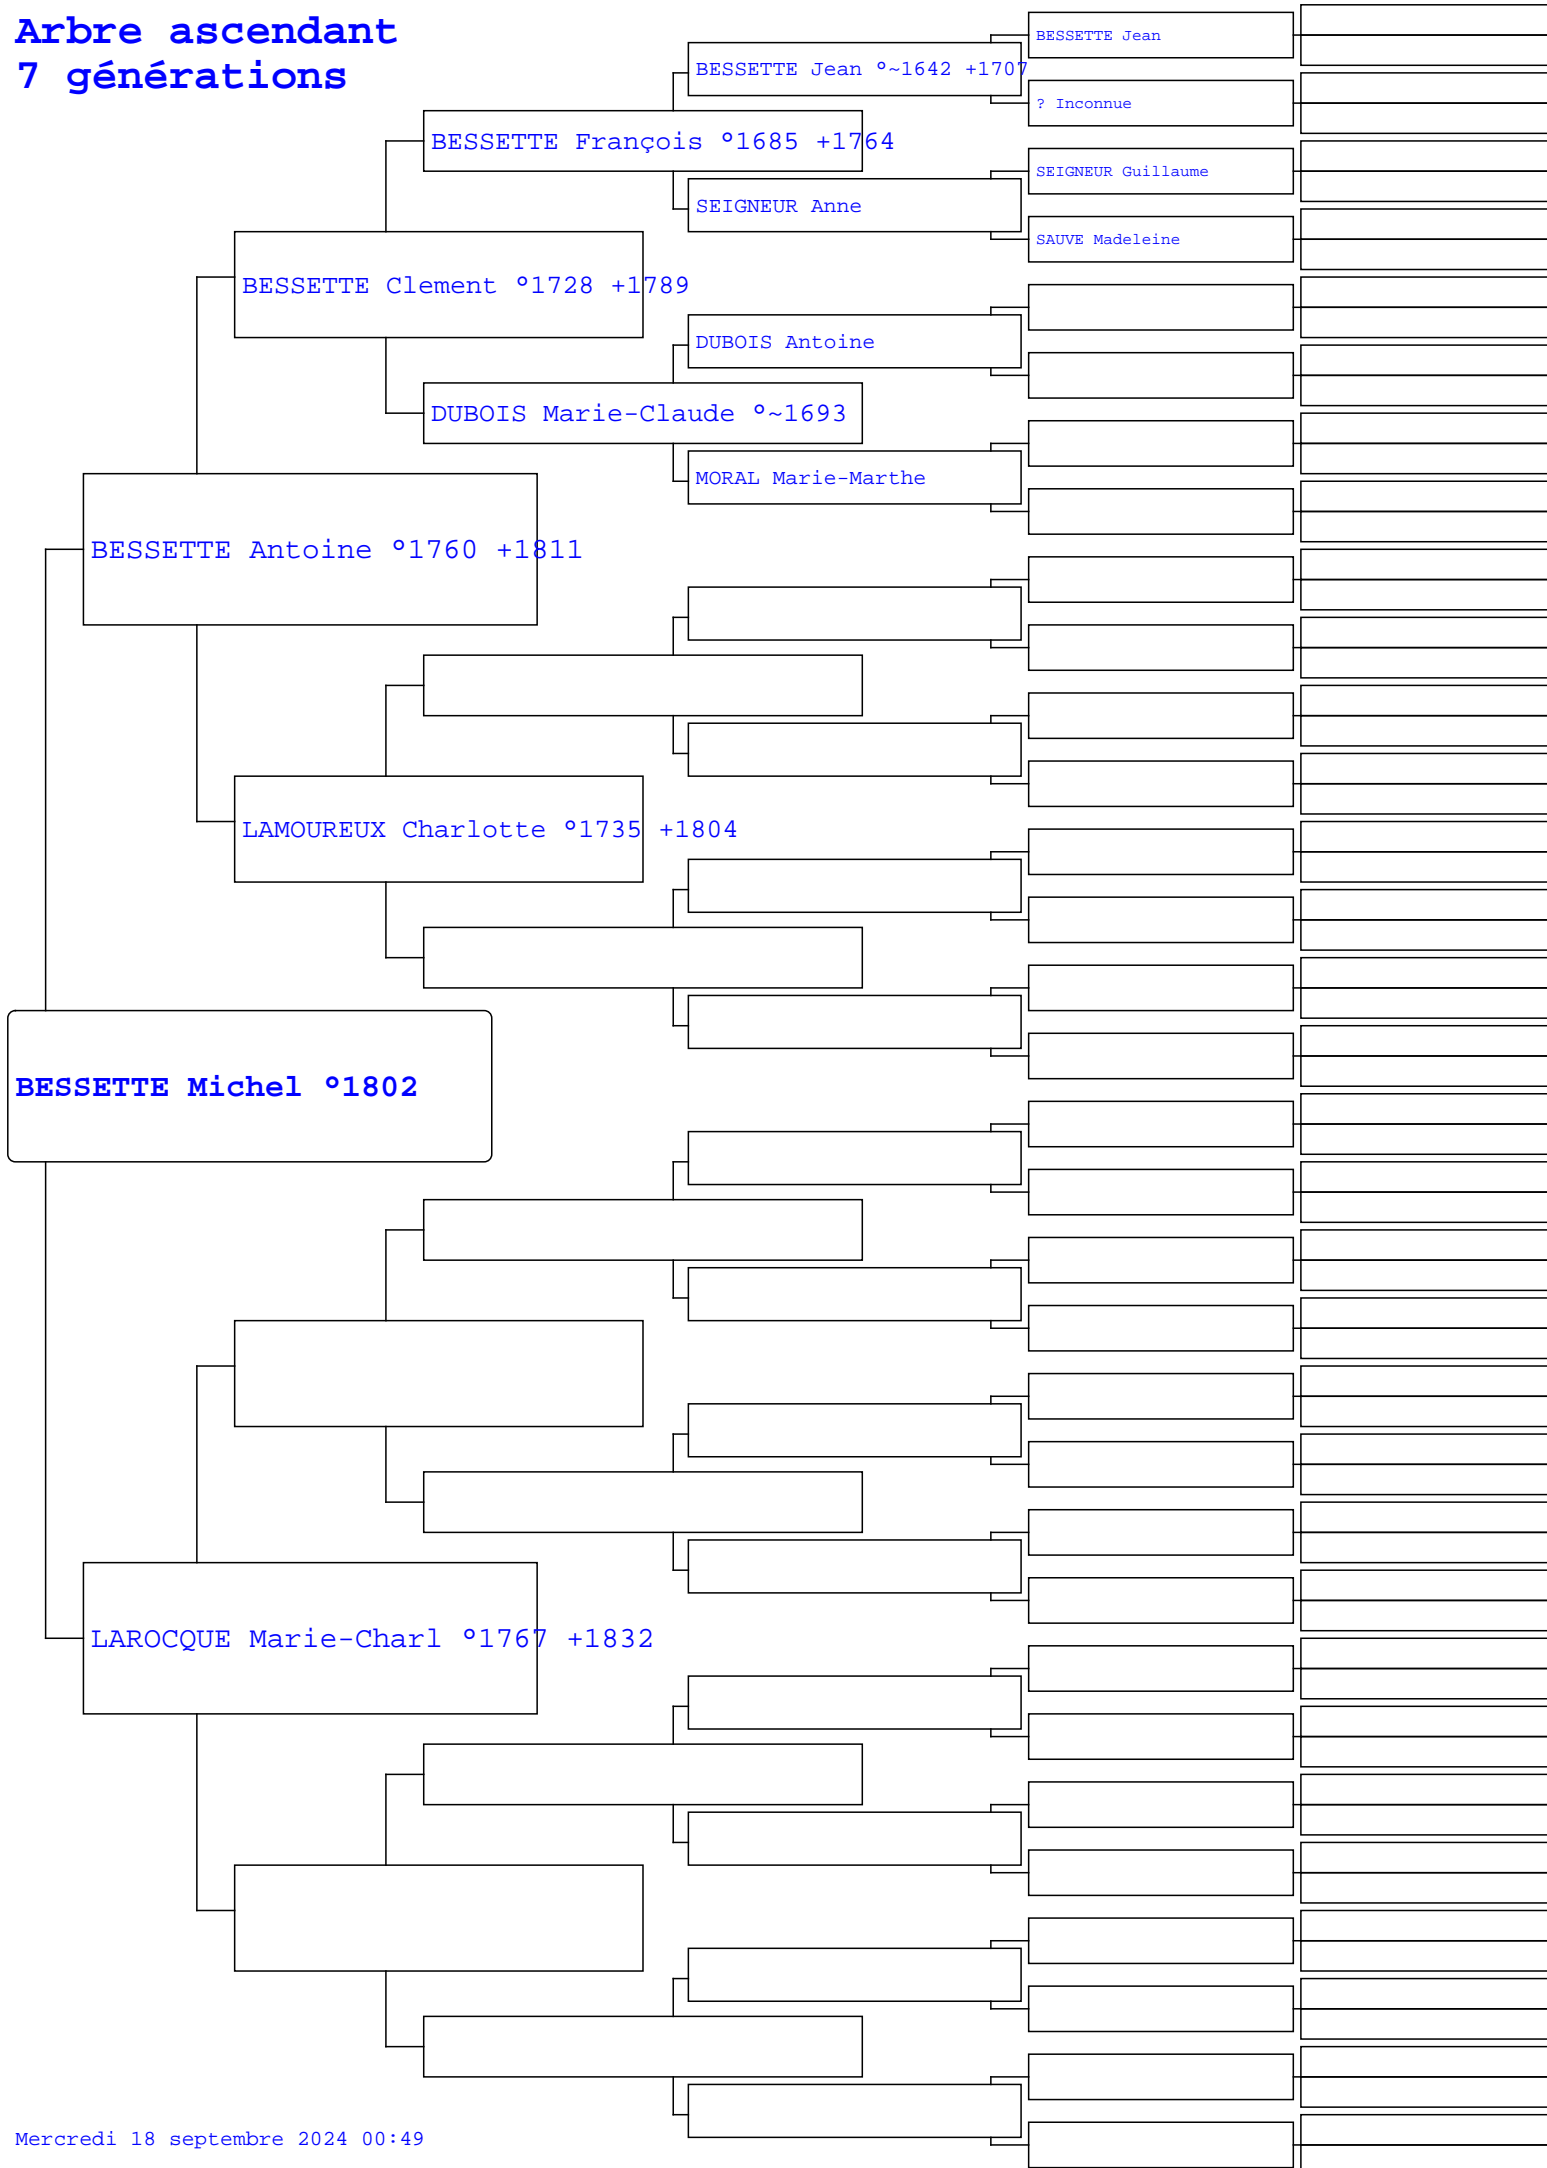 Arbre ascendant
7 générations
BESSETTE Jean
BESSETTE Jean °~1642 +1707
? Inconnue
BESSETTE François °1685 +1764
SEIGNEUR Guillaume
SEIGNEUR Anne
SAUVE Madeleine
BESSETTE Clement °1728 +1789
DUBOIS Antoine
DUBOIS Marie-Claude °~1693
MORAL Marie-Marthe
BESSETTE Antoine °1760 +1811
LAMOUREUX Charlotte °1735 +1804
BESSETTE Michel °1802
LAROCQUE Marie-Charl °1767 +1832
Mercredi 18 septembre 2024 00:49